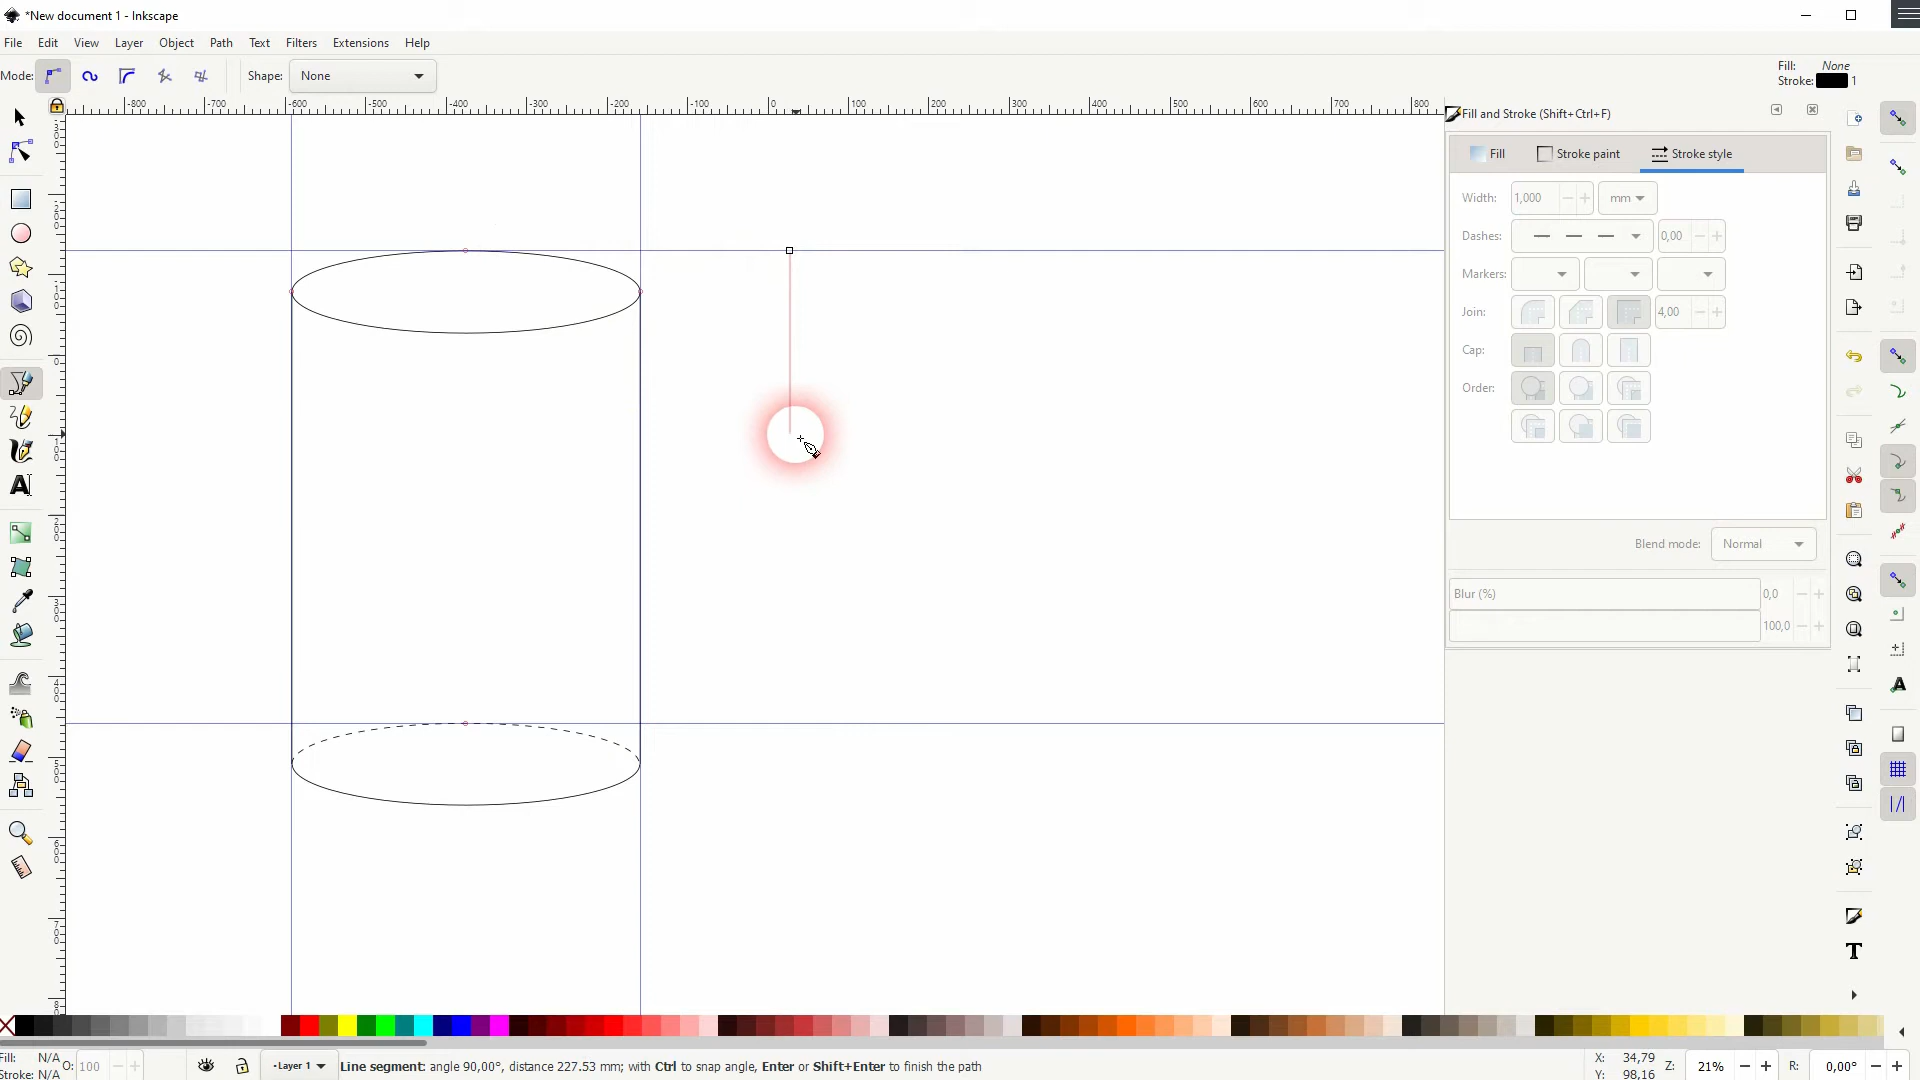 *New document 1 - Inkscape
File Edit View Layer Object Path Text Filters Extensions Help
Mode: Shape: None
Fill: None
Stroke: 1
-800 -700 -600 -500 -400 -300 -200 -100 0 100 200 300 400 500 600 700 800
Fill and Stroke (Shift+Ctrl+F)
Fill Stroke paint Stroke style
Width: 1,000 mm
Dashes: 0,00
Markers:
Join: 4,00
Cap:
Order:
Blend mode: Normal
Blur (%) 0,0
100,0
Fill: N/A
Stroke: N/A
O: 100
-Layer 1
Line segment: angle 90,00°, distance 227.53 mm; with Ctrl to snap angle, Enter or Shift+Enter to finish the path
X: 34,79
Y: 98,16
Z: 21%
R: 0,00°